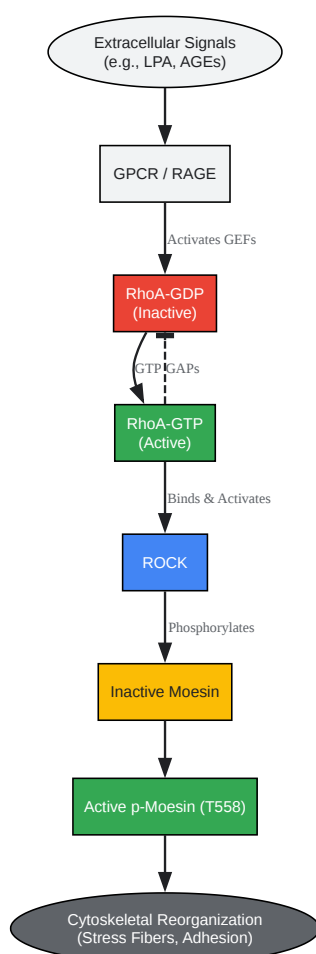 Extracellular Signals
(e.g., LPA, AGEs)
GPCR / RAGE
Activates GEFs
RhoA-GDP
(Inactive)
GTP
GAPs
RhoA-GTP
(Active)
Binds & Activates
ROCK
Phosphorylates
Inactive Moesin
Active p-Moesin (T558)
Cytoskeletal Reorganization
(Stress Fibers, Adhesion)